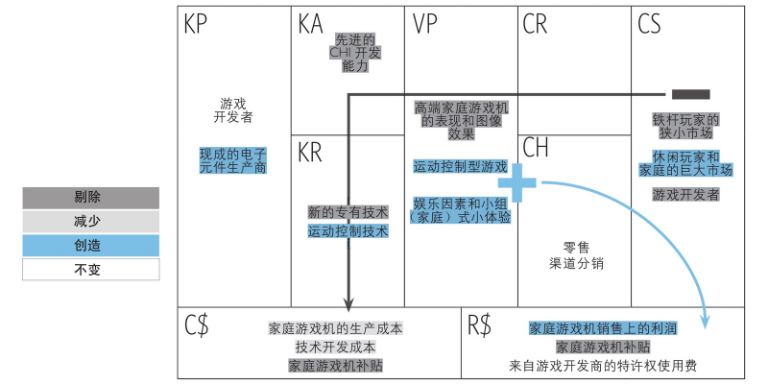 KP
游戏
开发者
现成的电子
元件生产商
KA
先进的
CHI 开发
能力
KR
新的专有技术
运动控制技术
VP
高端家庭游戏机
的表现和图像
效果
运动控制型游戏
娱乐因素和小组
（家庭）式小体验
CR
CH
零售
渠道分销
CS
铁杆玩家的
狭小市场
休闲玩家和
家庭的巨大市场
游戏开发者
剔除
减少
创造
不变
C$
家庭游戏机的生产成本
技术开发成本
家庭游戏机补贴
R$
家庭游戏机销售上的利润
家庭游戏机补贴
来自游戏开发商的特许权使用费